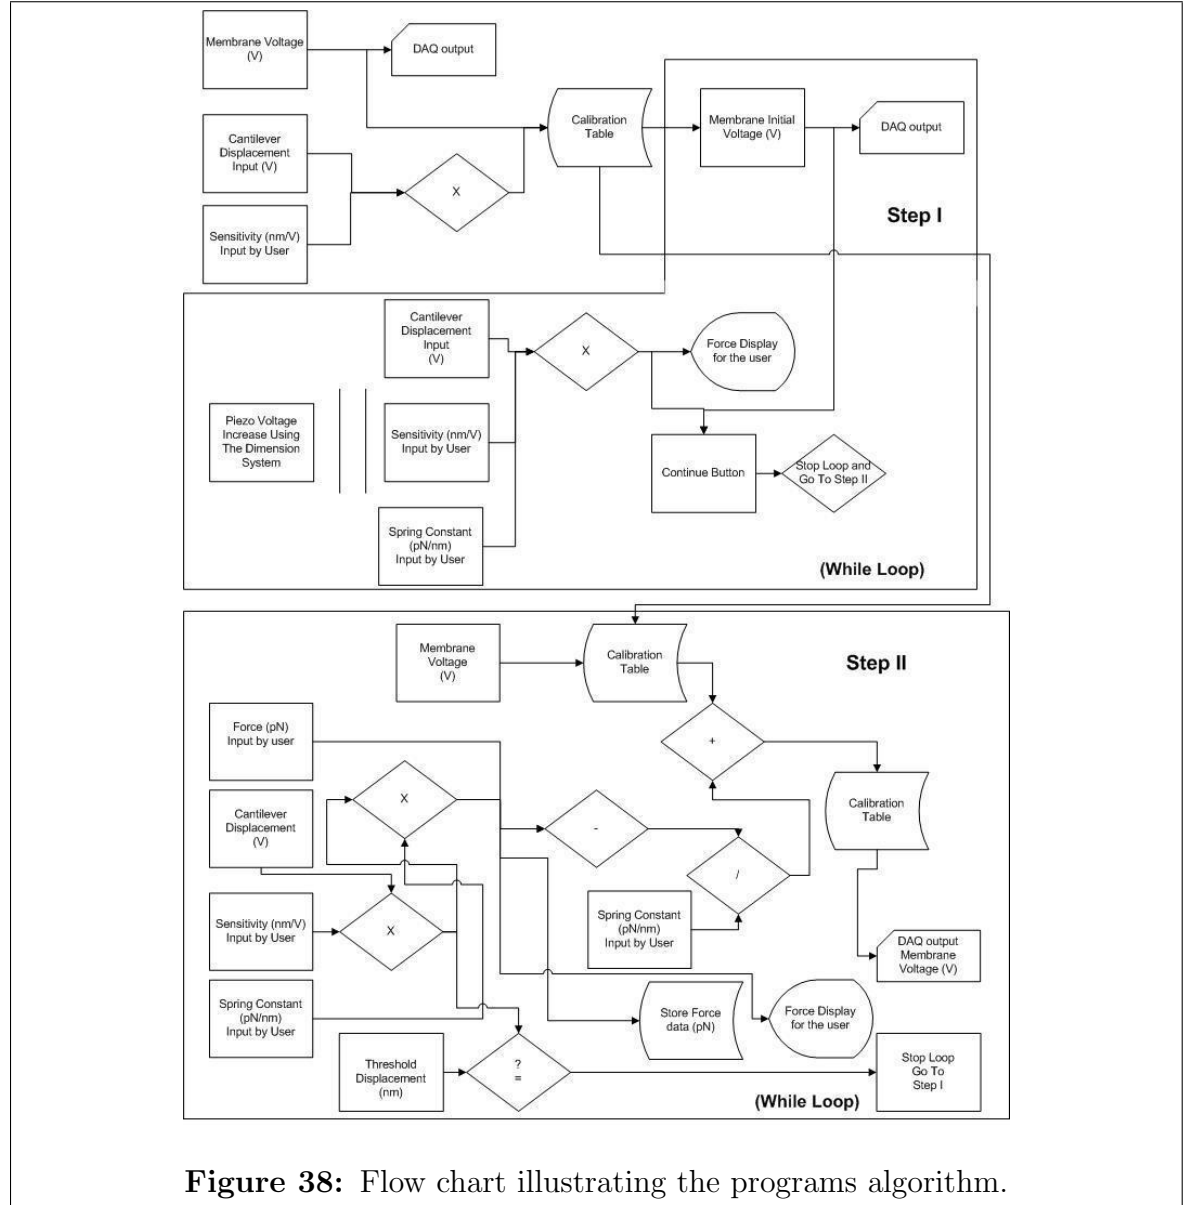 Membrane Voltage
(V)
DAQ output
Cantilever
Displacement
Input (V)
X
Sensitivity (nm/V)
Input by User
Calibration
Table
Membrane Initial
Voltage (V)
DAQ output
Step I
Cantilever
Displacement
Input
(V)
X
Force Display
for the user
Piezo Voltage
Increase Using
The Dimension
System
Sensitivity (nm/V)
Input by User
Continue Button
Stop Loop and
Go To Step II
Spring Constant
(pN/nm)
Input by User
(While Loop)
Membrane
Voltage
(V)
Calibration
Table
Step II
Force (pN)
Input by user
+
X
-
Calibration
Table
Cantilever
Displacement
(V)
/
Sensitivity (nm/V)
Input by User
X
Spring Constant
(pN/nm)
Input by User
DAQ output
Membrane
Voltage (V)
Spring Constant
(pN/nm)
Input by User
Store Force
data (pN)
Force Display
for the user
Threshold
Displacement
(nm)
?
=
Stop Loop
Go To
Step I
(While Loop)
Figure 38: Flow chart illustrating the programs algorithm.